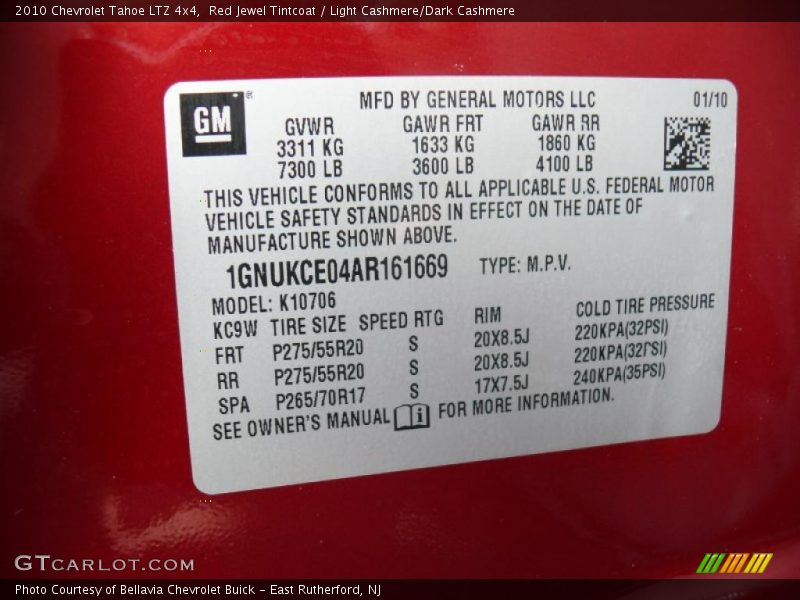 2010 Chevrolet Tahoe LTZ 4x4,  Red Jewel Tintcoat / Light Cashmere/Dark Cashmere
GM®
MFD BY GENERAL MOTORS LLC 01/10
GVWR GAWR FRT GAWR RR
3311 KG 1633 KG 1860 KG
7300 LB 3600 LB 4100 LB
THIS VEHICLE CONFORMS TO ALL APPLICABLE U.S. FEDERAL MOTOR
VEHICLE SAFETY STANDARDS IN EFFECT ON THE DATE OF
MANUFACTURE SHOWN ABOVE.
1GNUKCE04AR161669 TYPE: M.P.V.
MODEL: K10706
KC9W TIRE SIZE SPEED RTG RIM COLD TIRE PRESSURE
FRT P275/55R20 S 20X8.5J 220KPA(32PSI)
RR P275/55R20 S 20X8.5J 220KPA(32PSI)
SPA P265/70R17 S 17X7.5J 240KPA(35PSI)
SEE OWNER'S MANUAL i FOR MORE INFORMATION.
GTCARLOT.COM
Photo Courtesy of Bellavia Chevrolet Buick - East Rutherford, NJ